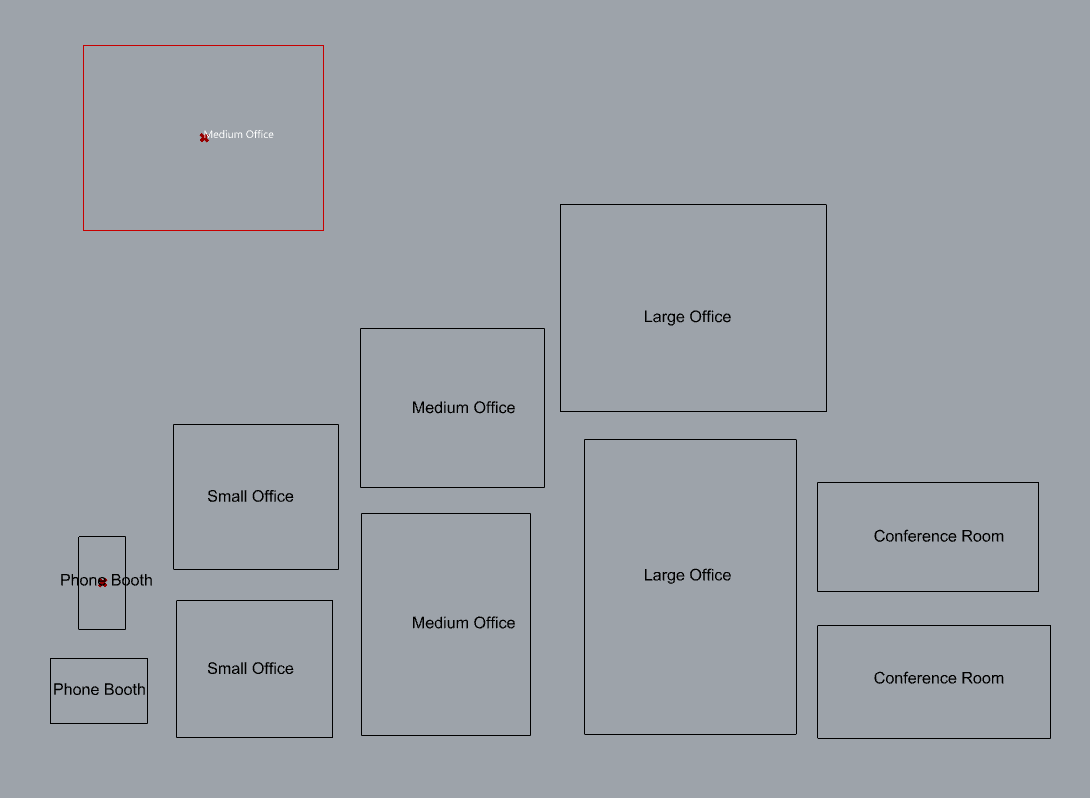 Medium Office
Large Office
Medium Office
Small Office
Conference Room
Phone Booth
Large Office
Medium Office
Small Office
Conference Room
Phone Booth